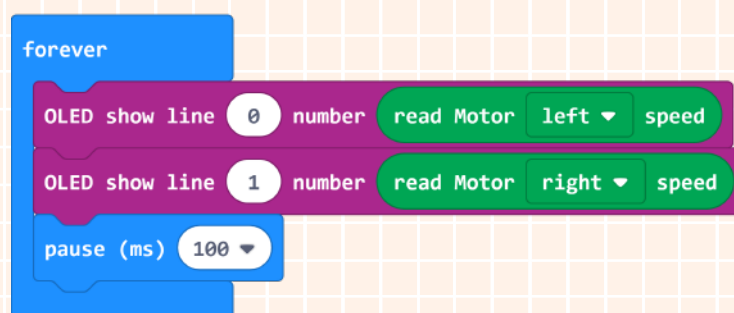 forever
OLED show line 0 number read Motor left speed
OLED show line 1 number read Motor right speed
pause (ms) 100